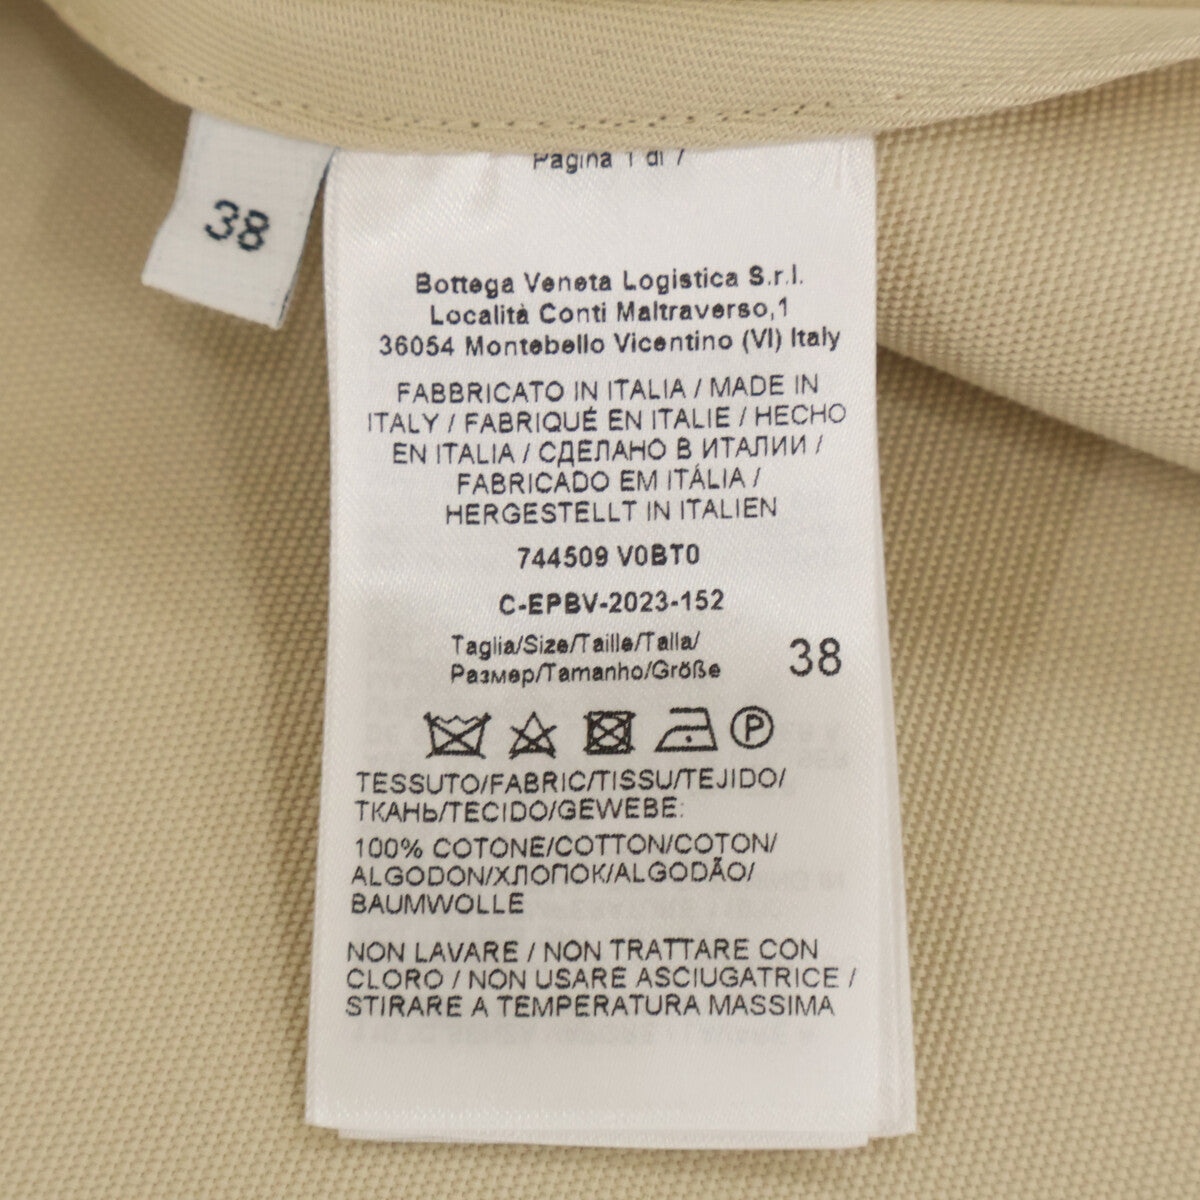 38
Pagina 1 di 7
Bottega Veneta Logistica S.r.l.
Località Conti Maltraverso,1
36054 Montebello Vicentino (VI) Italy
FABBRICATO IN ITALIA / MADE IN
ITALY / FABRIQUÉ EN ITALIE / HECHO
EN ITALIA / СДЕЛАНО В ИТАЛИИ /
FABRICADO EM ITÁLIA /
HERGESTELLT IN ITALIEN
744509 V0BT0
C-EPBV-2023-152
Taglia/Size/Taille/Talla/
Размер/Tamanho/Größe 38
P
TESSUTO/FABRIC/TISSU/TEJIDO/
ТКАНЬ/TECIDO/GEWEBE:
100% COTONE/COTTON/COTON/
ALGODON/ХЛОПОК/ALGODÃO/
BAUMWOLLE
NON LAVARE / NON TRATTARE CON
CLORO / NON USARE ASCIUGATRICE /
STIRARE A TEMPERATURA MASSIMA